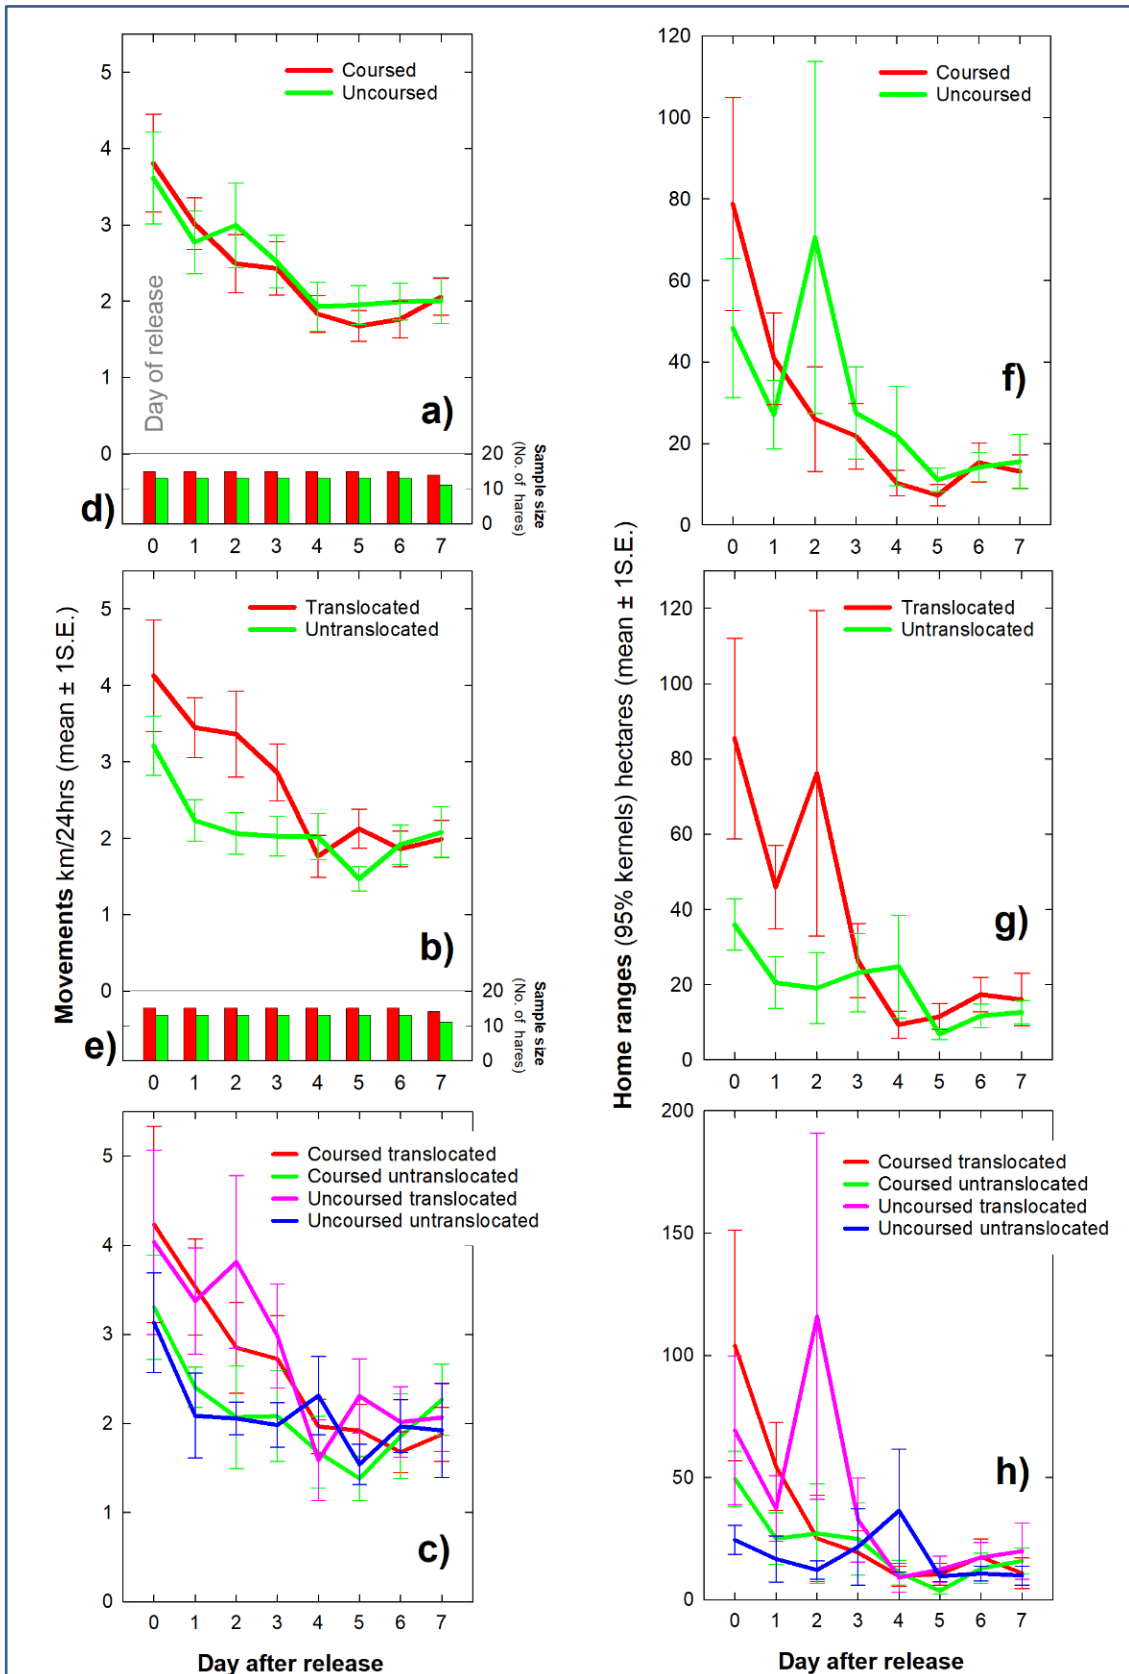 Movements km/24hrs (mean ± 1S.E.)
5
4
3
2
1
0
Coursed
Uncoursed
Day of release
a)
20
10
0
Sample size
(No. of hares)
d)
0 1 2 3 4 5 6 7
5
4
3
2
1
0
Translocated
Untranslocated
b)
20
10
0
Sample size
(No. of hares)
e)
0 1 2 3 4 5 6 7
5
4
3
2
1
0
Coursed translocated
Coursed untranslocated
Uncoursed translocated
Uncoursed untranslocated
c)
0 1 2 3 4 5 6 7
Day after release
Home ranges (95% kernels) hectares (mean ± 1S.E.)
120
100
80
60
40
20
0
Coursed
Uncoursed
f)
0 1 2 3 4 5 6 7
120
100
80
60
40
20
0
Translocated
Untranslocated
g)
0 1 2 3 4 5 6 7
200
150
100
50
0
Coursed translocated
Coursed untranslocated
Uncoursed translocated
Uncoursed untranslocated
h)
0 1 2 3 4 5 6 7
Day after release